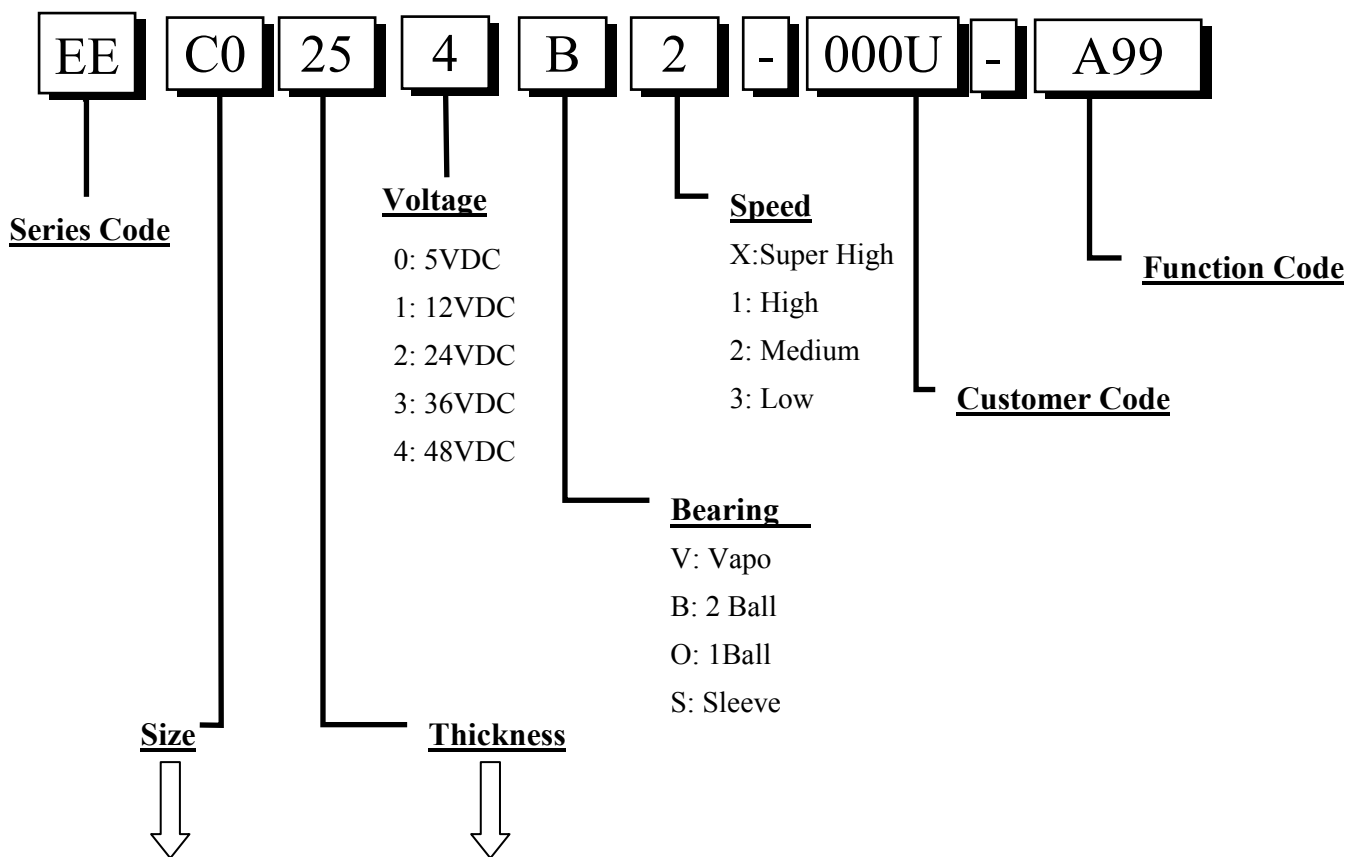 EE C0 25 4 B 2 - 000U - A99
Series Code
Voltage
0: 5VDC
1: 12VDC
2: 24VDC
3: 36VDC
4: 48VDC
Speed
X:Super High
1: High
2: Medium
3: Low
Function Code
Customer Code
Bearing
V: Vapo
B: 2 Ball
O: 1Ball
S: Sleeve
Size
Thickness